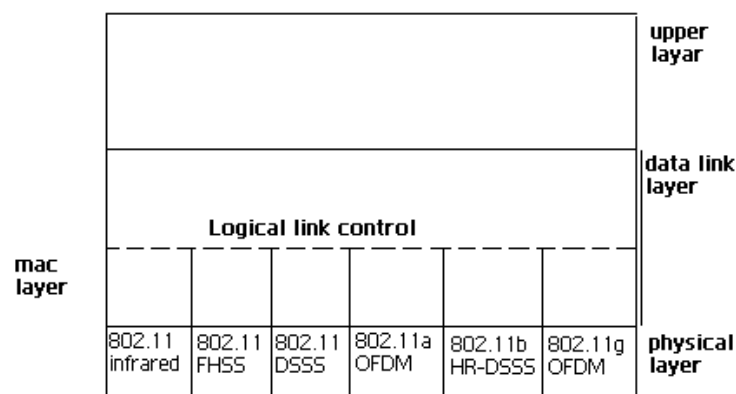 upper
layar
data link
layer
Logical link control
mac
layer
802.11
infrared
802.11
FHSS
802.11
DSSS
802.11a
OFDM
802.11b
HR-DSSS
802.11g
OFDM
physical
layer